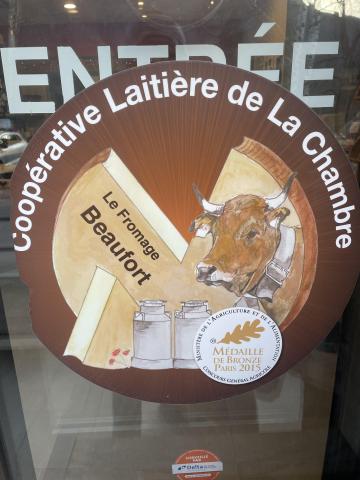 ENTRÉE
Coopérative Laitière de La Chambre
Le Fromage
Beaufort
MINISTÈRE DE L'AGRICULTURE ET DE L'ALIMENTATION
MÉDAILLE
DE BRONZE
PARIS 2015
CONCOURS GÉNÉRAL AGRICOLE